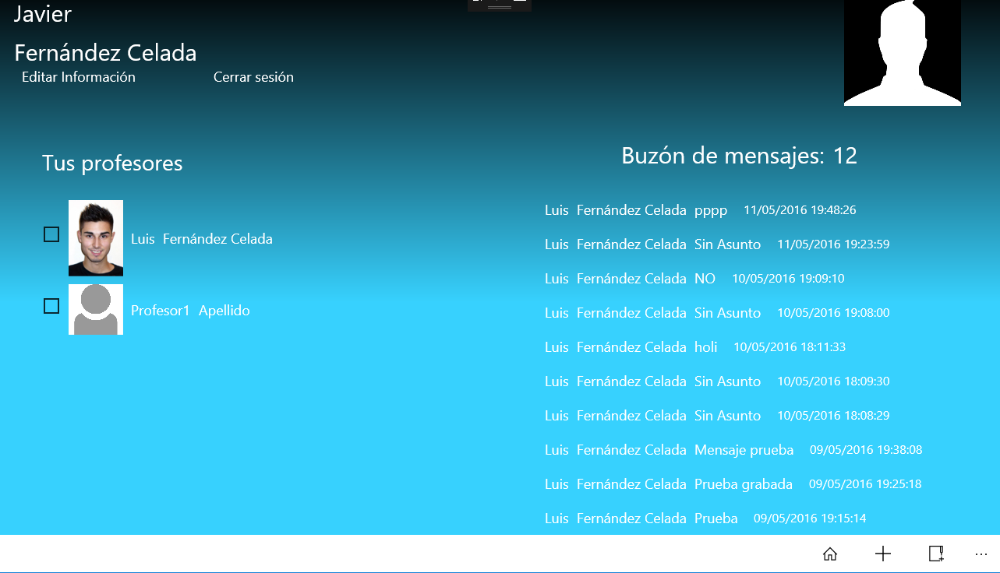 Javier
Fernández Celada
Editar Información Cerrar sesión
Tus profesores
Luis Fernández Celada
Profesor1 Apellido
Buzón de mensajes: 12
Luis Fernández Celada pppp 11/05/2016 19:48:26
Luis Fernández Celada Sin Asunto 11/05/2016 19:23:59
Luis Fernández Celada NO 10/05/2016 19:09:10
Luis Fernández Celada Sin Asunto 10/05/2016 19:08:00
Luis Fernández Celada holi 10/05/2016 18:11:33
Luis Fernández Celada Sin Asunto 10/05/2016 18:09:30
Luis Fernández Celada Sin Asunto 10/05/2016 18:08:29
Luis Fernández Celada Mensaje prueba 09/05/2016 19:38:08
Luis Fernández Celada Prueba grabada 09/05/2016 19:25:18
Luis Fernández Celada Prueba 09/05/2016 19:15:14